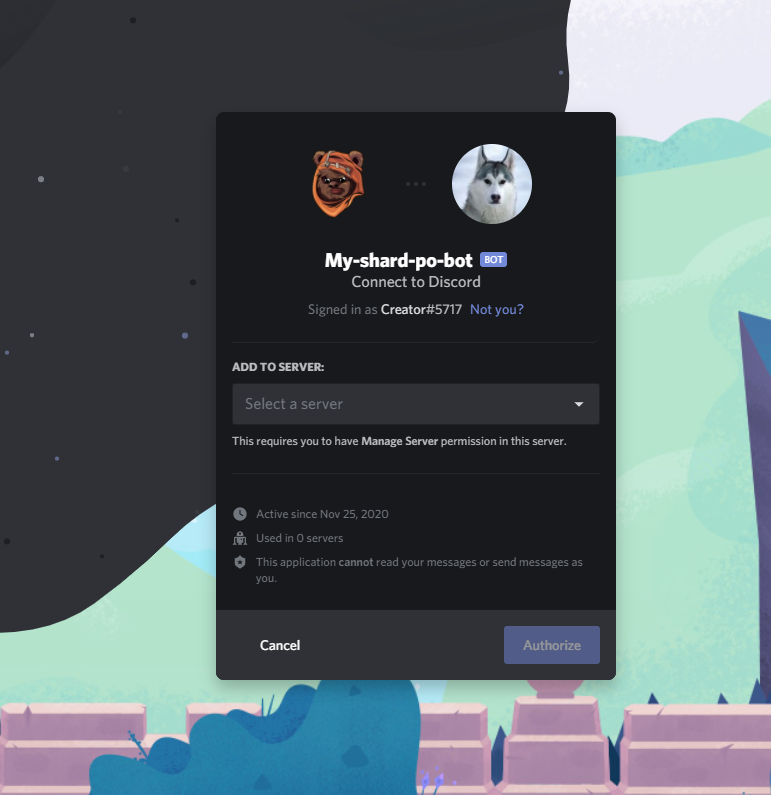 My-shard-po-bot BOT
Connect to Discord
Signed in as Creator#5717 Not you?
ADD TO SERVER:
Select a server
This requires you to have Manage Server permission in this server.
Active since Nov 25, 2020
Used in 0 servers
This application cannot read your messages or send messages as
you.
Cancel Authorize